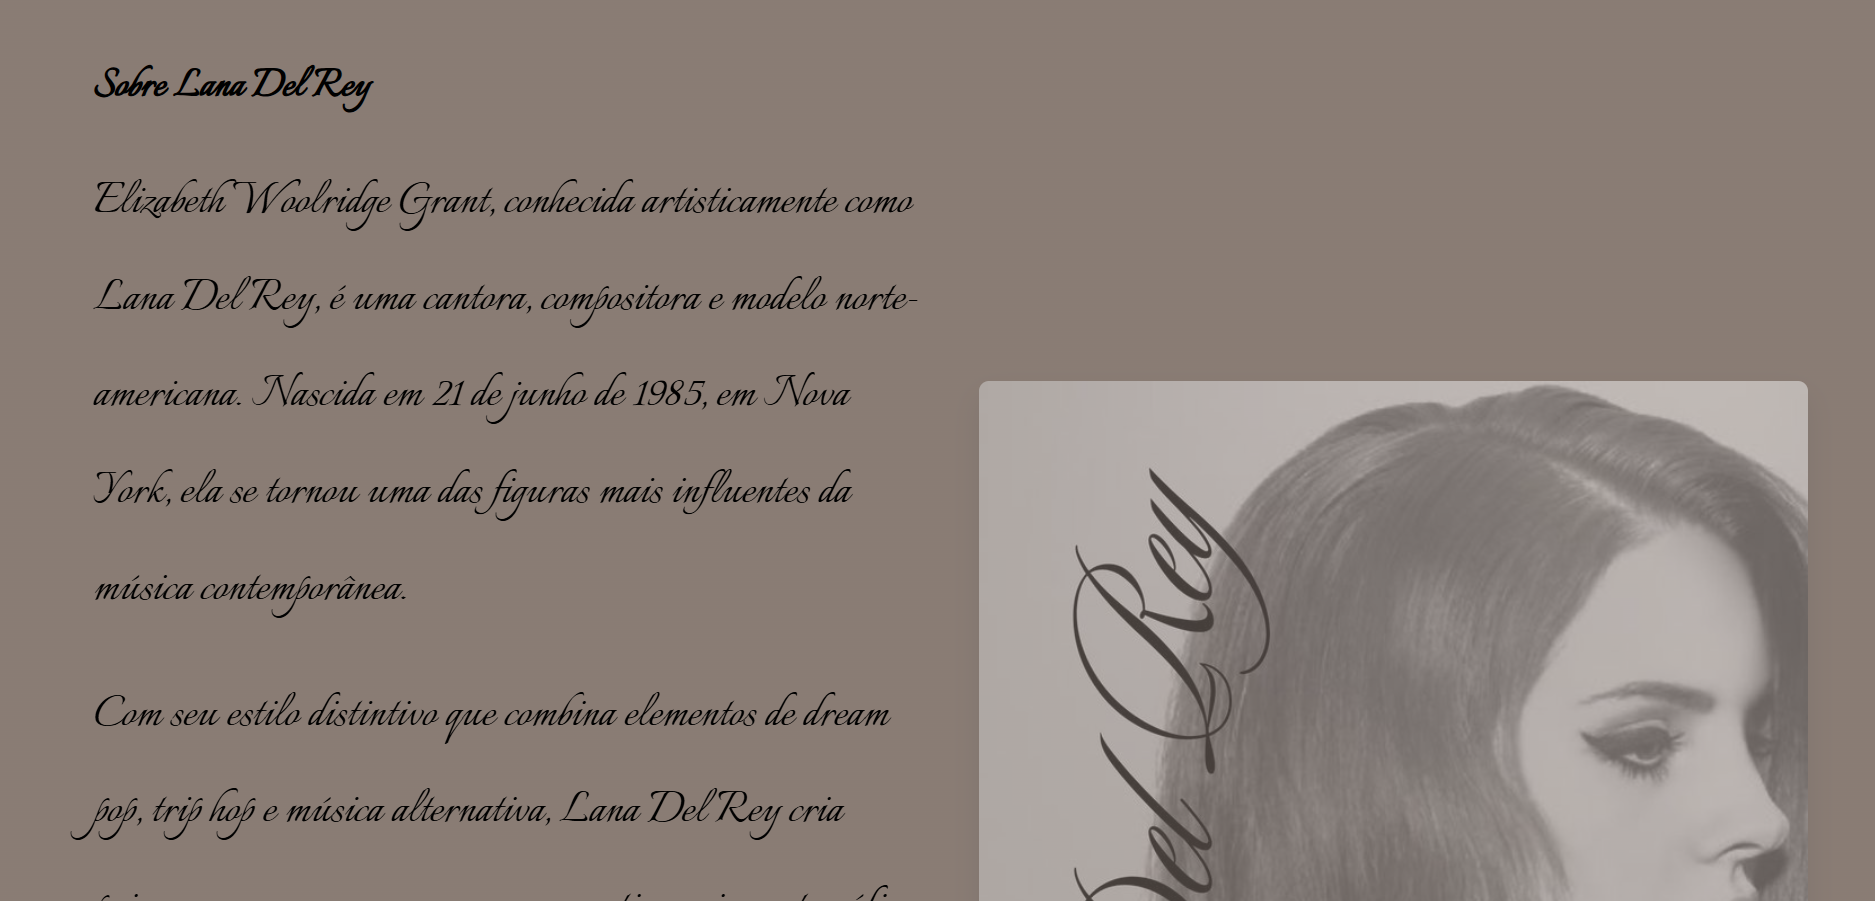 Sobre Lana Del Rey
Elizabeth Woolridge Grant, conhecida artisticamente como
Lana Del Rey, é uma cantora, compositora e modelo norte-
americana. Nascida em 21 de junho de 1985, em Nova
York, ela se tornou uma das figuras mais influentes da
música contemporânea.
Com seu estilo distintivo que combina elementos de dream
pop, trip hop e música alternativa, Lana Del Rey cria
Del Rey